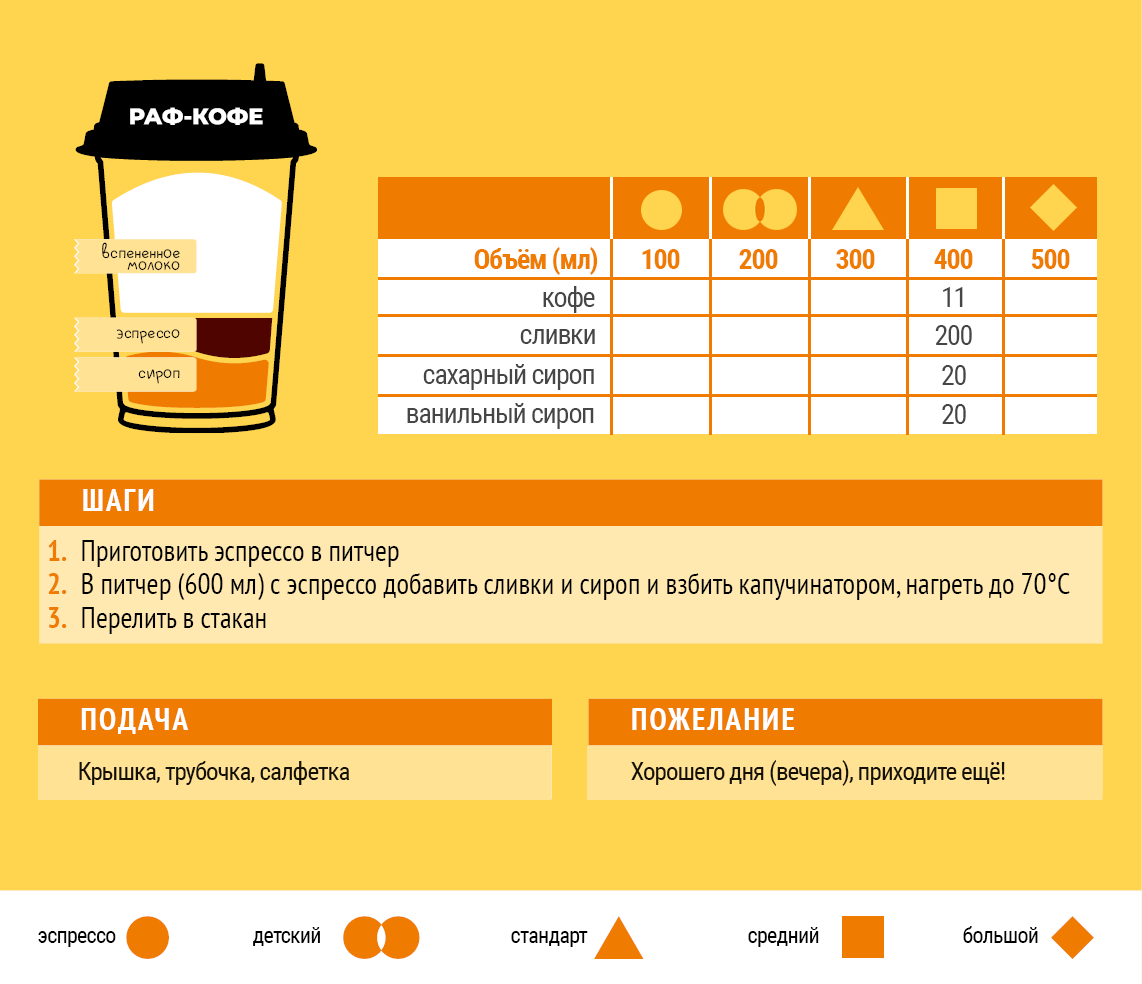 РАФ-КОФЕ
вспененное
молоко
эспрессо
сироп
Объём (мл) 100 200 300 400 500
кофе 11
сливки 200
сахарный сироп 20
ванильный сироп 20
ШАГИ
1. Приготовить эспрессо в питчер
2. В питчер (600 мл) с эспрессо добавить сливки и сироп и взбить капучинатором, нагреть до 70°С
3. Перелить в стакан
ПОДАЧА
Крышка, трубочка, салфетка
ПОЖЕЛАНИЕ
Хорошего дня (вечера), приходите ещё!
эспрессо детский стандарт средний большой